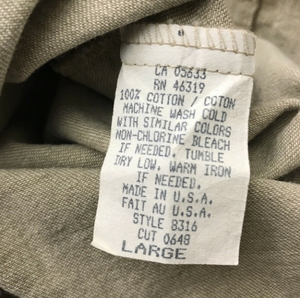 CA 05633
RN 46319
100% COTTON / COTON
MACHINE WASH COLD
WITH SIMILAR COLORS
NON-CHLORINE BLEACH
IF NEEDED. TUMBLE
DRY LOW. WARM IRON
IF NEEDED.
MADE IN U.S.A.
FAIT AU U.S.A.
STYLE 8316
CUT 0648
LARGE